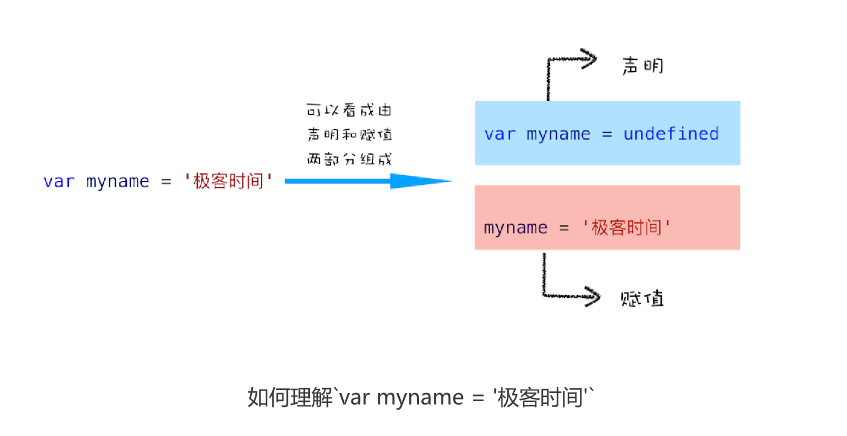 声明
可以看成由
声明和赋值
两部分组成
var myname = undefined
var myname = '极客时间'
myname = '极客时间'
赋值
如何理解`var myname = '极客时间'`